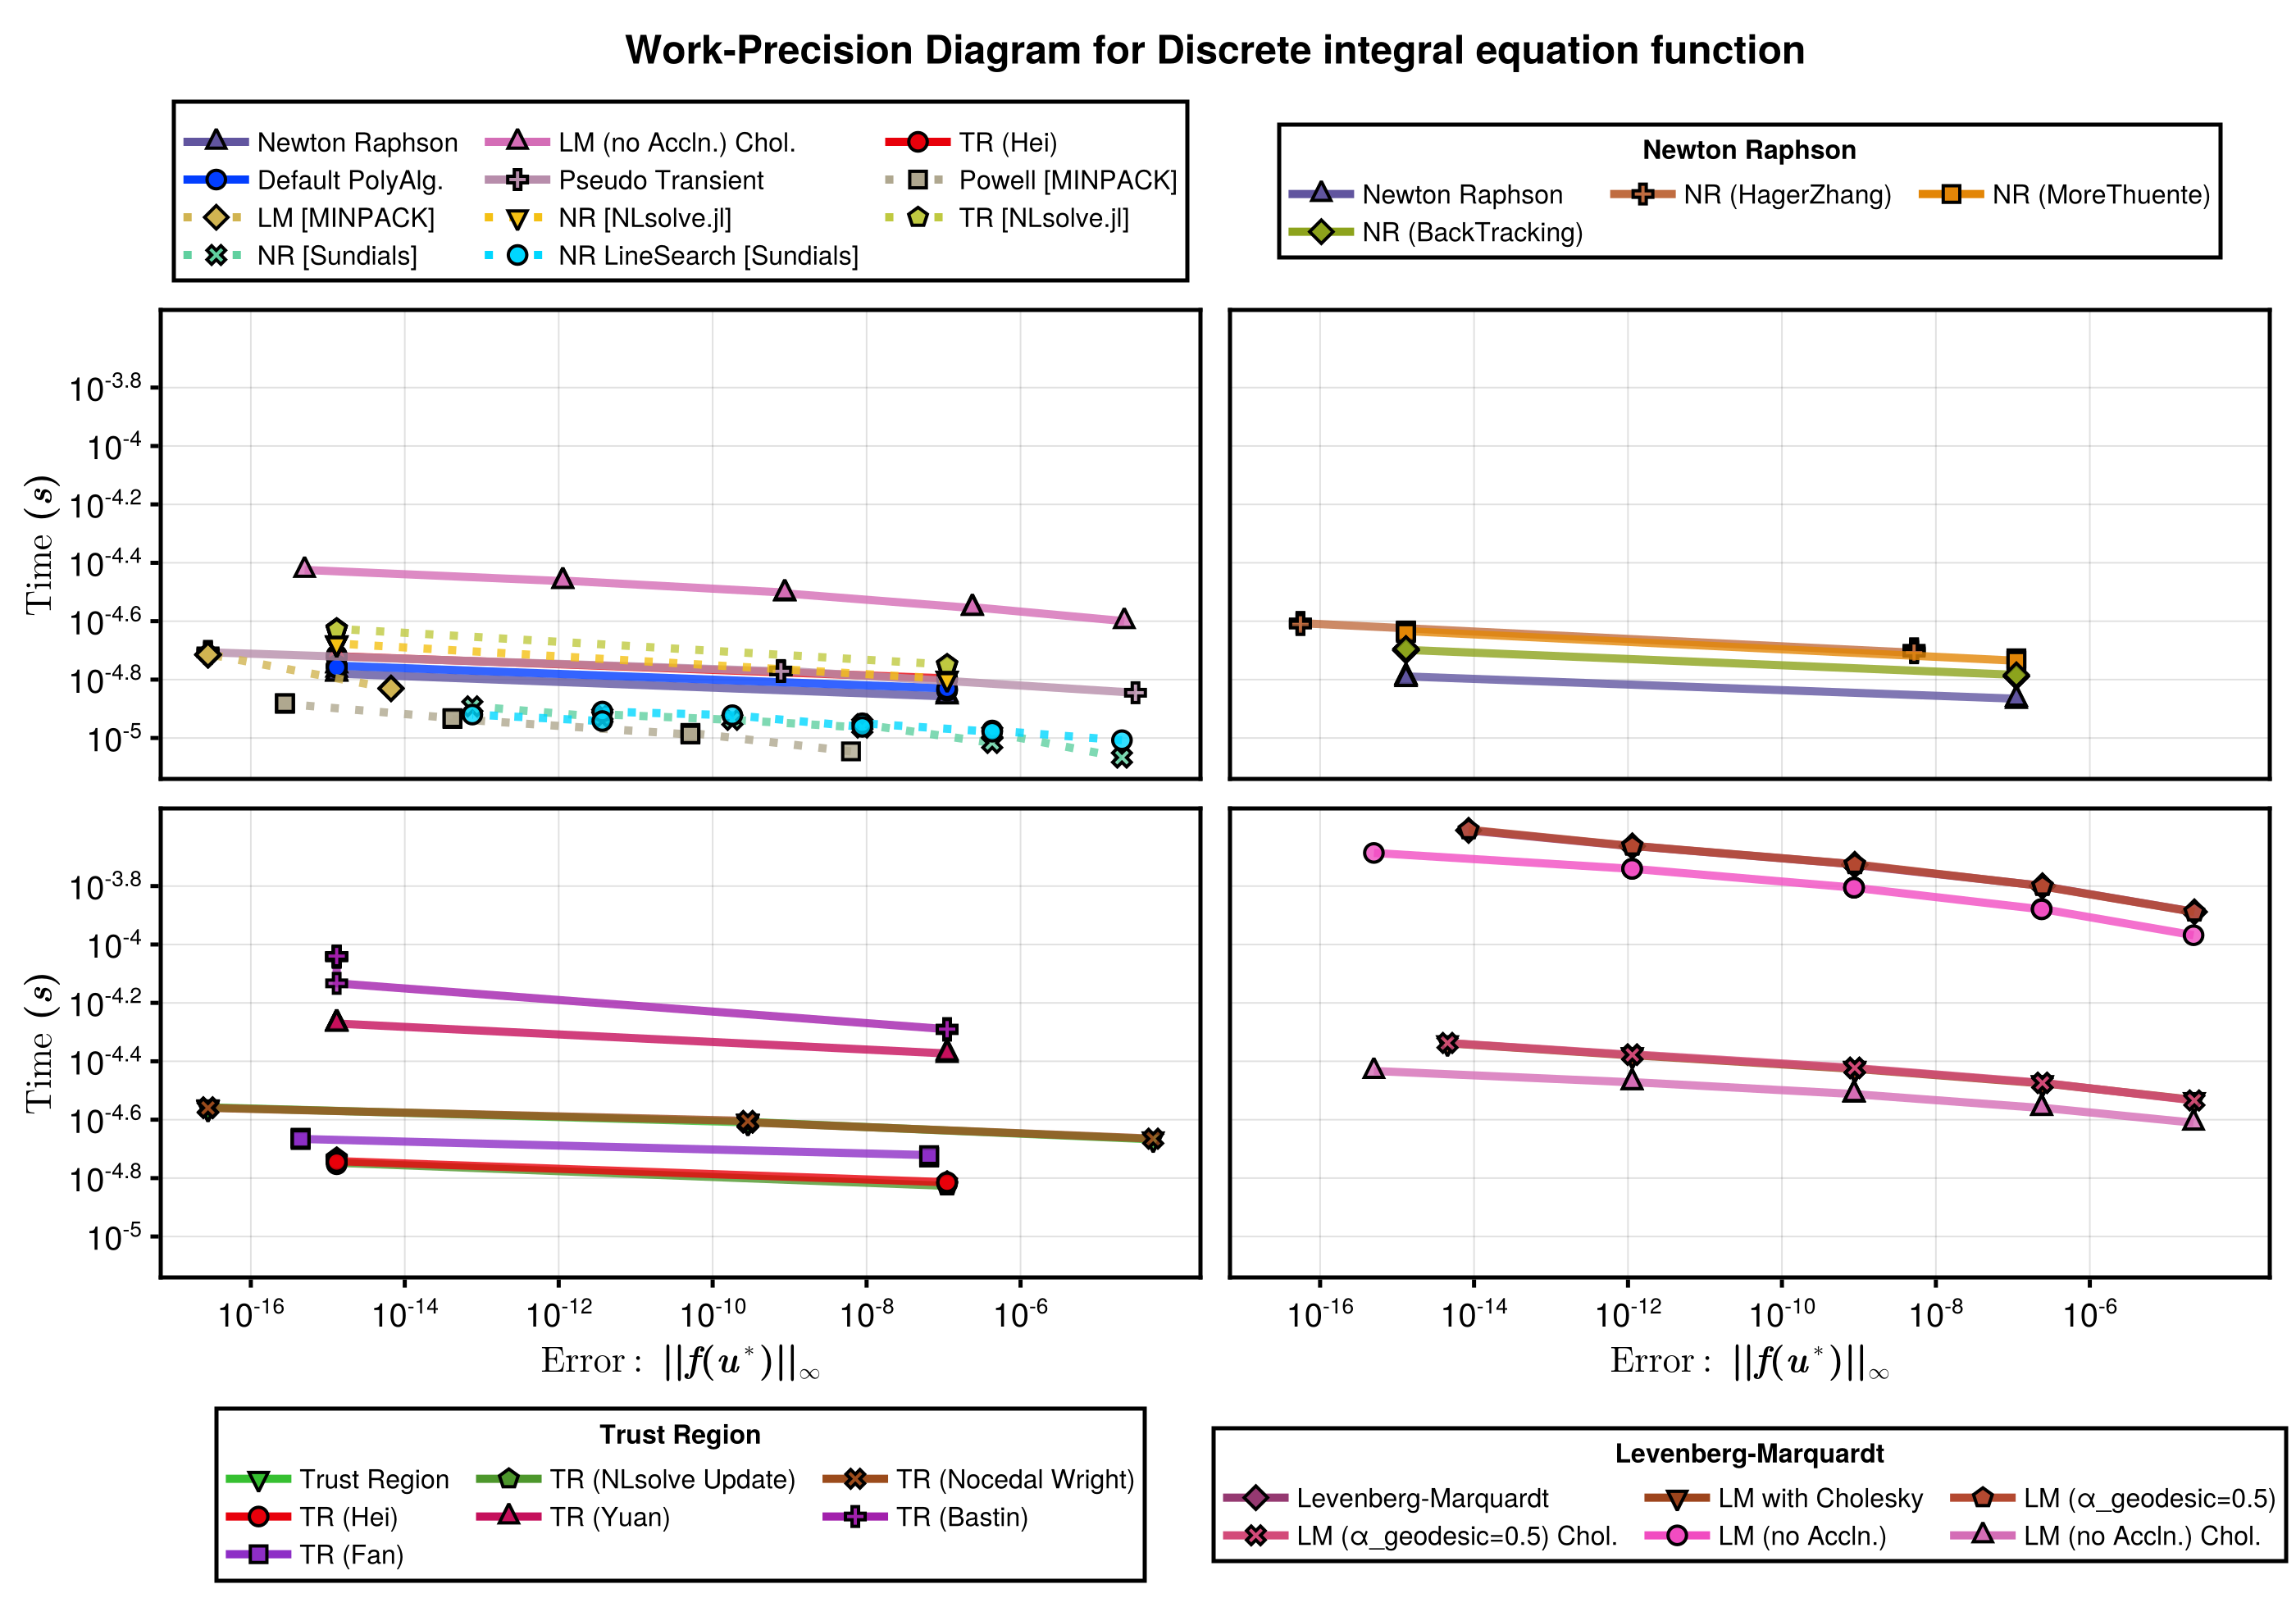 Work-Precision Diagram for Discrete integral equation function
Newton Raphson LM (no Accln.) Chol. TR (Hei)
Default PolyAlg. Pseudo Transient Powell [MINPACK]
LM [MINPACK] NR [NLsolve.jl] TR [NLsolve.jl]
NR [Sundials] NR LineSearch [Sundials]
Newton Raphson
Newton Raphson NR (HagerZhang) NR (MoreThuente)
NR (BackTracking)
Time (s)
10^-3.8
10^-4
10^-4.2
10^-4.4
10^-4.6
10^-4.8
10^-5
Time (s)
10^-3.8
10^-4
10^-4.2
10^-4.4
10^-4.6
10^-4.8
10^-5
10^-16 10^-14 10^-12 10^-10 10^-8 10^-6
10^-16 10^-14 10^-12 10^-10 10^-8 10^-6
Error: ||f(u*)||∞
Error: ||f(u*)||∞
Trust Region
Trust Region TR (NLsolve Update) TR (Nocedal Wright)
TR (Hei) TR (Yuan) TR (Bastin)
TR (Fan)
Levenberg-Marquardt
Levenberg-Marquardt LM with Cholesky LM (α_geodesic=0.5)
LM (α_geodesic=0.5) Chol. LM (no Accln.) LM (no Accln.) Chol.